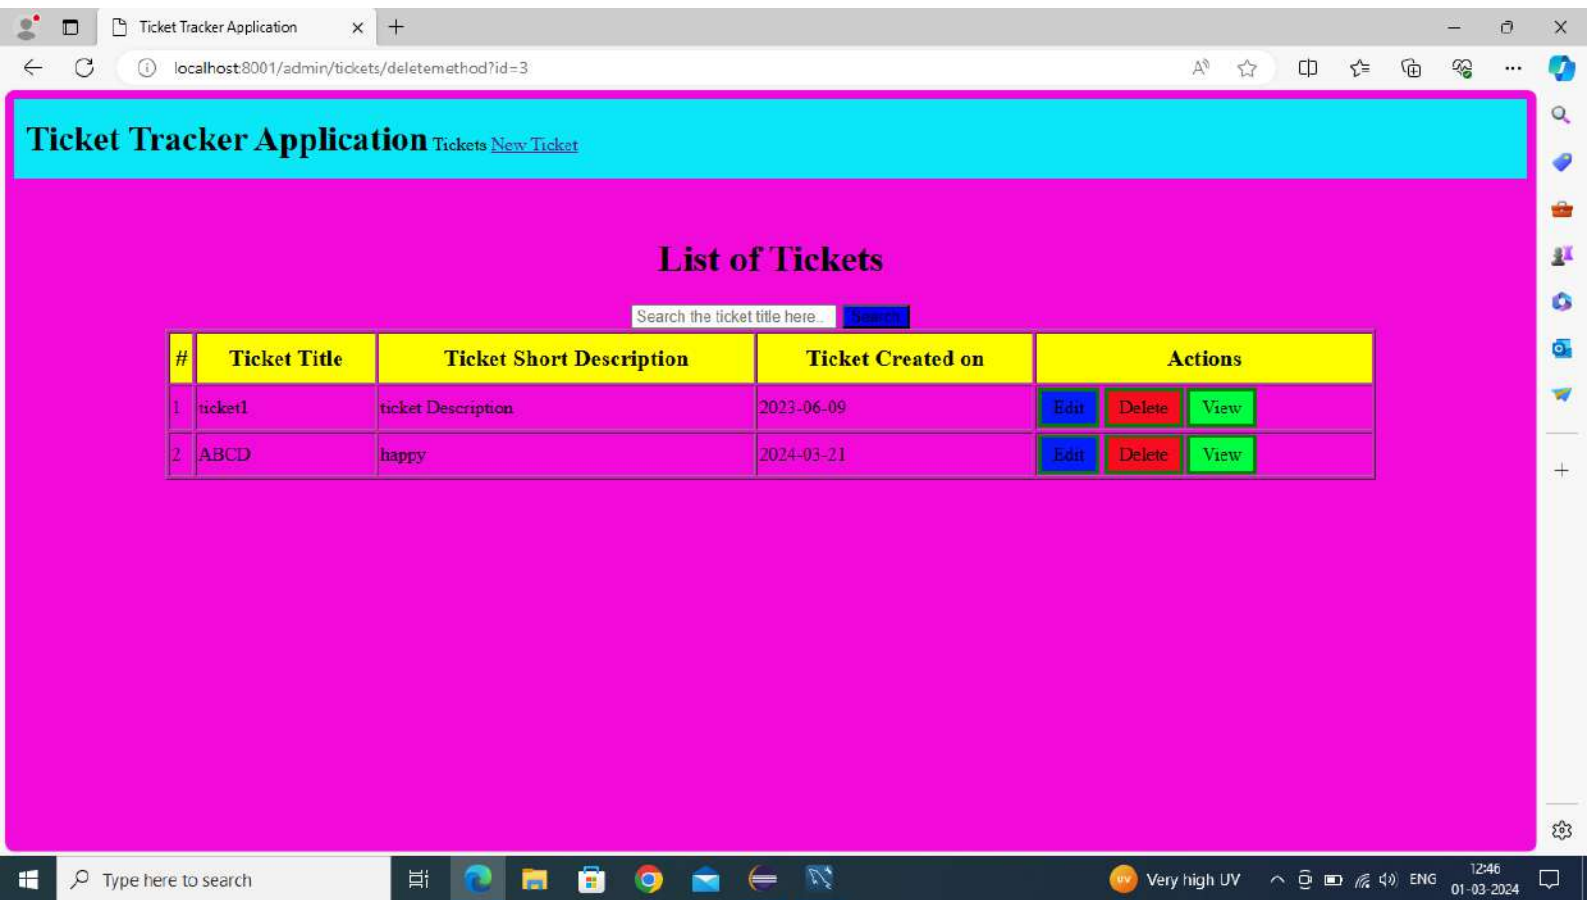 Ticket Tracker Application
localhost:8001/admin/tickets/deletemethod?id=3
Ticket Tracker Application Tickets New Ticket
List of Tickets
Search the ticket title here.. Search
# Ticket Title Ticket Short Description Ticket Created on Actions
1 ticket1 ticket Description 2023-06-09 Edit Delete View
2 ABCD happy 2024-03-21 Edit Delete View
Type here to search
UV Very high UV ENG 12:46
01-03-2024